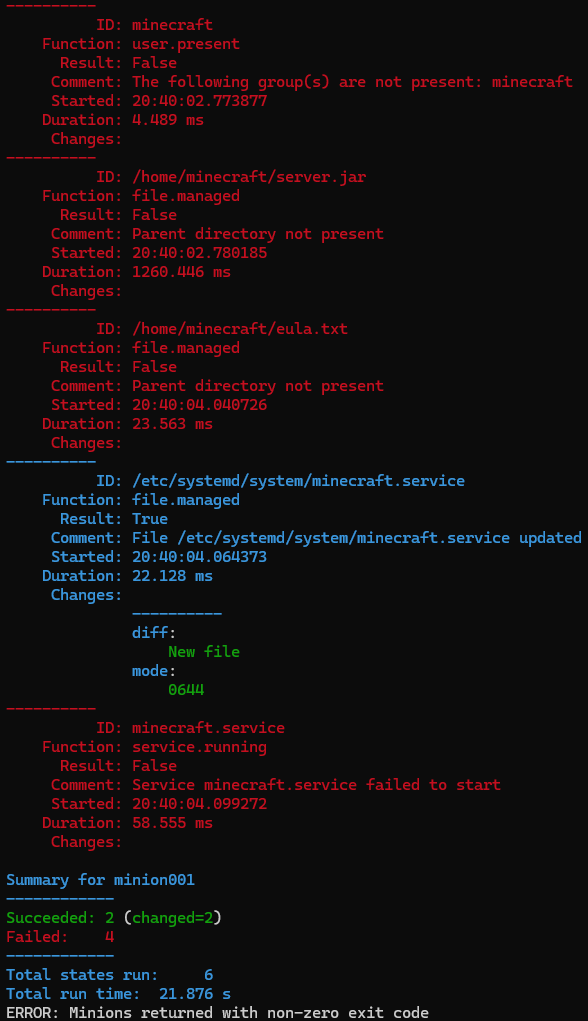 ----------
          ID: minecraft
    Function: user.present
      Result: False
     Comment: The following group(s) are not present: minecraft
     Started: 20:40:02.773877
    Duration: 4.489 ms
     Changes:
----------
          ID: /home/minecraft/server.jar
    Function: file.managed
      Result: False
     Comment: Parent directory not present
     Started: 20:40:02.780185
    Duration: 1260.446 ms
     Changes:
----------
          ID: /home/minecraft/eula.txt
    Function: file.managed
      Result: False
     Comment: Parent directory not present
     Started: 20:40:04.040726
    Duration: 23.563 ms
     Changes:
----------
          ID: /etc/systemd/system/minecraft.service
    Function: file.managed
      Result: True
     Comment: File /etc/systemd/system/minecraft.service updated
     Started: 20:40:04.064373
    Duration: 22.128 ms
     Changes:
              ----------
              diff:
                  New file
              mode:
                  0644
----------
          ID: minecraft.service
    Function: service.running
      Result: False
     Comment: Service minecraft.service failed to start
     Started: 20:40:04.099272
    Duration: 58.555 ms
     Changes:

Summary for minion001
------------
Succeeded: 2 (changed=2)
Failed:    4
------------
Total states run:     6
Total run time:  21.876 s
ERROR: Minions returned with non-zero exit code